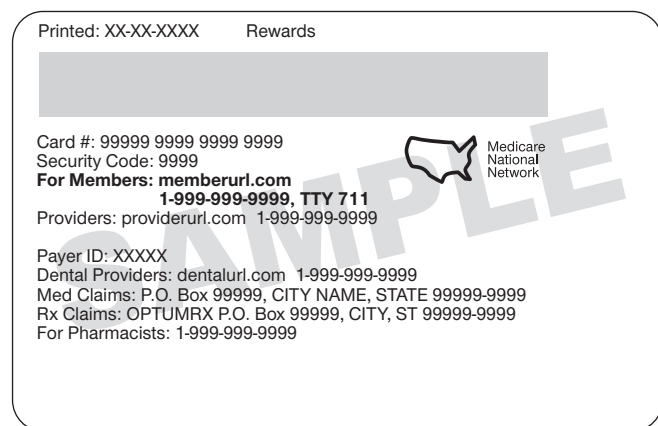 Printed: XX-XX-XXXX Rewards
Card #: 99999 9999 9999 9999
Security Code: 9999
For Members: memberurl.com
1-999-999-9999, TTY 711
Providers: providerurl.com 1-999-999-9999
Medicare
National
Network
Payer ID: XXXXX
Dental Providers: dentalurl.com 1-999-999-9999
Med Claims: P.O. Box 99999, CITY NAME, STATE 99999-9999
Rx Claims: OPTUMRX P.O. Box 99999, CITY, ST 99999-9999
For Pharmacists: 1-999-999-9999
SAMPLE